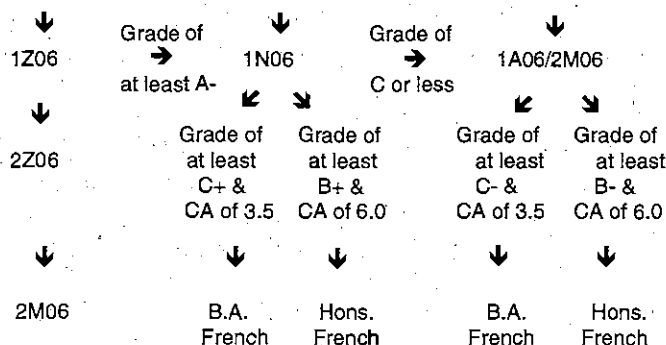 Grade of Grade of
1Z06 1N06 1A06/2M06
at least A- C or less
Grade of Grade of Grade of Grade of
2Z06 at least at least at least at least
C+ & B+ & C- & B- &
CA of 3.5 CA of 6.0 CA of 3.5 CA of 6.0
2M06 B.A. Hons. B.A. Hons.
French French French French